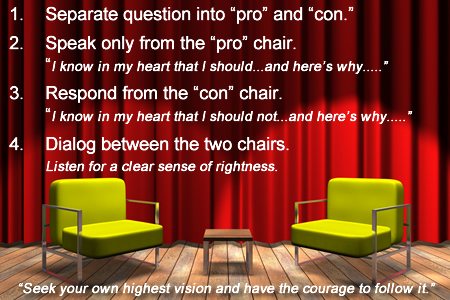 1. Separate question into “pro” and “con.”
2. Speak only from the “pro” chair.
“I know in my heart that I should...and here’s why.....”
3. Respond from the “con” chair.
“I know in my heart that I should not...and here’s why.....”
4. Dialog between the two chairs.
Listen for a clear sense of rightness.
“Seek your own highest vision and have the courage to follow it.”